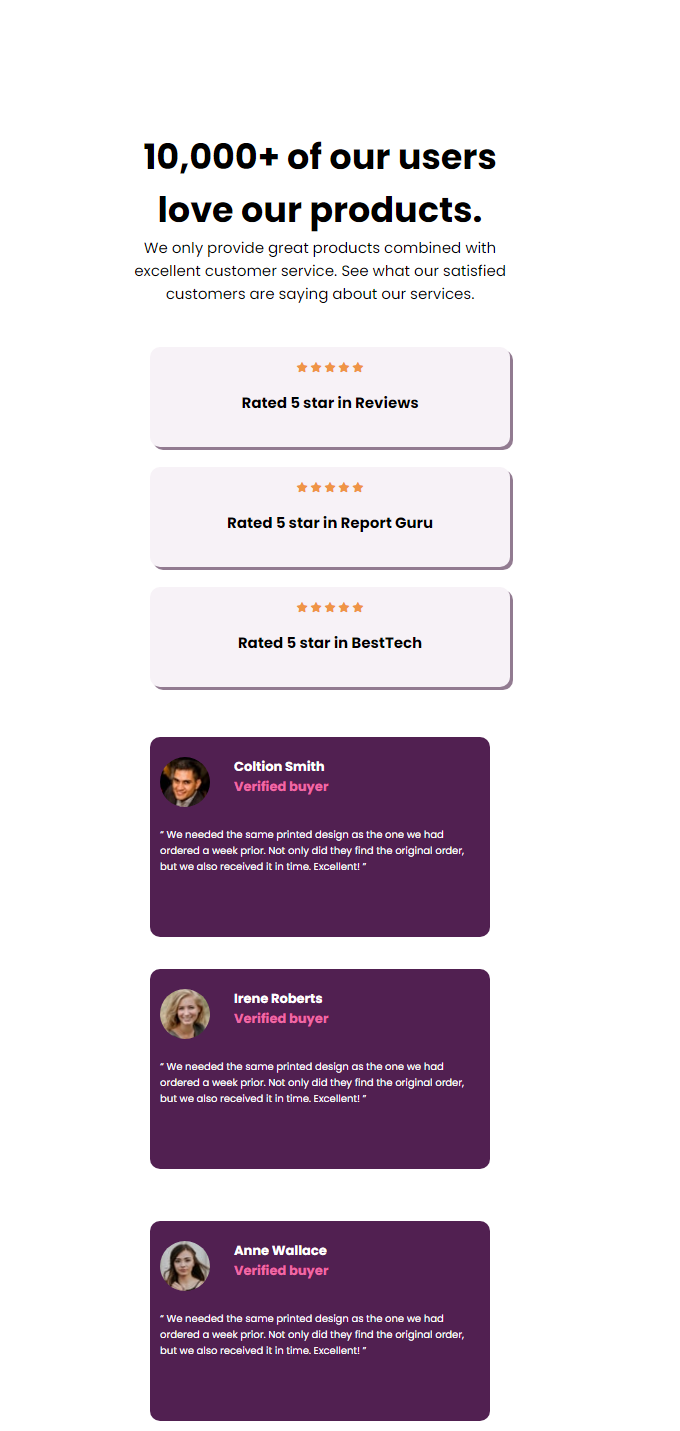 10,000+ of our users
love our products.
We only provide great products combined with
excellent customer service. See what our satisfied
customers are saying about our services.
Rated 5 star in Reviews
Rated 5 star in Report Guru
Rated 5 star in BestTech
Coltion Smith
Verified buyer
“ We needed the same printed design as the one we had
ordered a week prior. Not only did they find the original order,
but we also received it in time. Excellent! ”
Irene Roberts
Verified buyer
“ We needed the same printed design as the one we had
ordered a week prior. Not only did they find the original order,
but we also received it in time. Excellent! ”
Anne Wallace
Verified buyer
“ We needed the same printed design as the one we had
ordered a week prior. Not only did they find the original order,
but we also received it in time. Excellent! ”